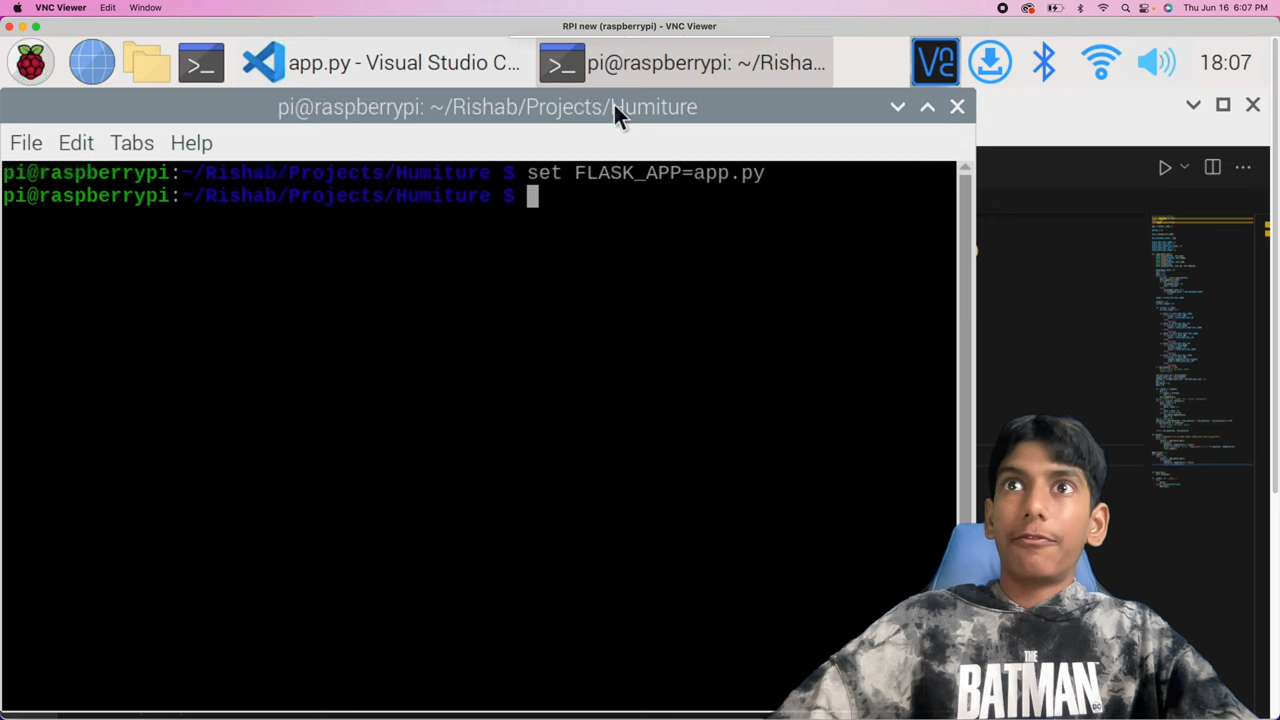 VNC Viewer Edit Window Thu Jun 16 6:07 PM
RPI new (raspberrypi) - VNC Viewer
app.py - Visual Studio C...
pi@raspberrypi: ~/Risha...
18:07
pi@raspberrypi: ~/Rishab/Projects/Humiture
File Edit Tabs Help
pi@raspberrypi:~/Rishab/Projects/Humiture $ set FLASK_APP=app.py
pi@raspberrypi:~/Rishab/Projects/Humiture $
THE
BATMAN
DC